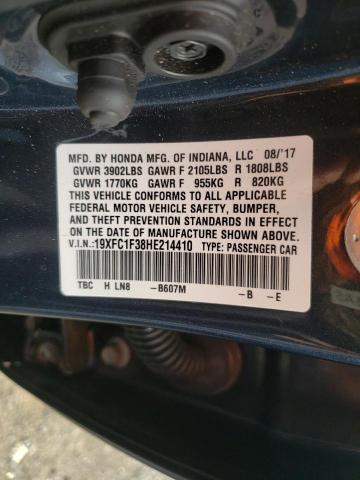 MFD. BY HONDA MFG. OF INDIANA, LLC 08/'17
GVWR 3902LBS GAWR F 2105LBS R 1808LBS
GVWR 1770KG GAWR F 955KG R 820KG
THIS VEHICLE CONFORMS TO ALL APPLICABLE
FEDERAL MOTOR VEHICLE SAFETY, BUMPER,
AND THEFT PREVENTION STANDARDS IN EFFECT
ON THE DATE OF MANUFACTURE SHOWN ABOVE.
V.I.N.:19XFC1F38HE214410 TYPE: PASSENGER CAR
TBC H LN8 -B607M -B -E